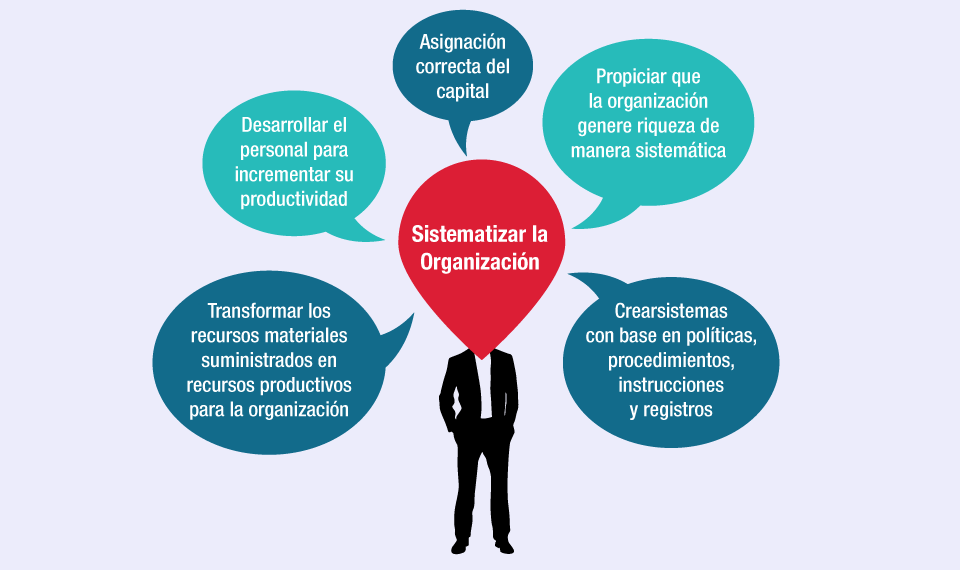 Asignación
correcta del
capital
Propiciar que
la organización
genere riqueza de
manera sistemática
Desarrollar el
personal para
incrementar su
productividad
Sistematizar la
Organización
Transformar los
recursos materiales
suministrados en
recursos productivos
para la organización
Crearsistemas
con base en políticas,
procedimientos,
instrucciones
y registros